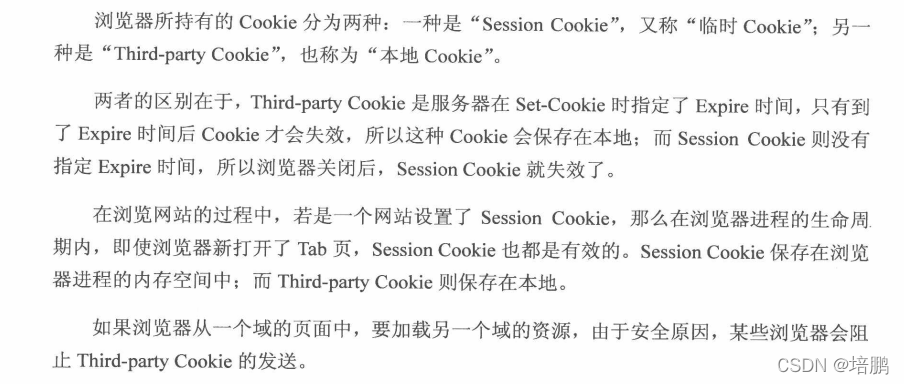 浏览器所持有的 Cookie 分为两种：一种是“Session Cookie”，又称“临时 Cookie”；另一
种是“Third-party Cookie”，也称为“本地 Cookie”。
两者的区别在于，Third-party Cookie 是服务器在 Set-Cookie 时指定了 Expire 时间，只有到
了 Expire 时间后 Cookie 才会失效，所以这种 Cookie 会保存在本地；而 Session Cookie 则没有
指定 Expire 时间，所以浏览器关闭后，Session Cookie 就失效了。
在浏览网站的过程中，若是一个网站设置了 Session Cookie，那么在浏览器进程的生命周
期内，即使浏览器新打开了 Tab 页，Session Cookie 也都是有效的。Session Cookie 保存在浏览
器进程的内存空间中；而 Third-party Cookie 则保存在本地。
如果浏览器从一个域的页面中，要加载另一个域的资源，由于安全原因，某些浏览器会阻
止 Third-party Cookie 的发送。
CSDN @培鹏